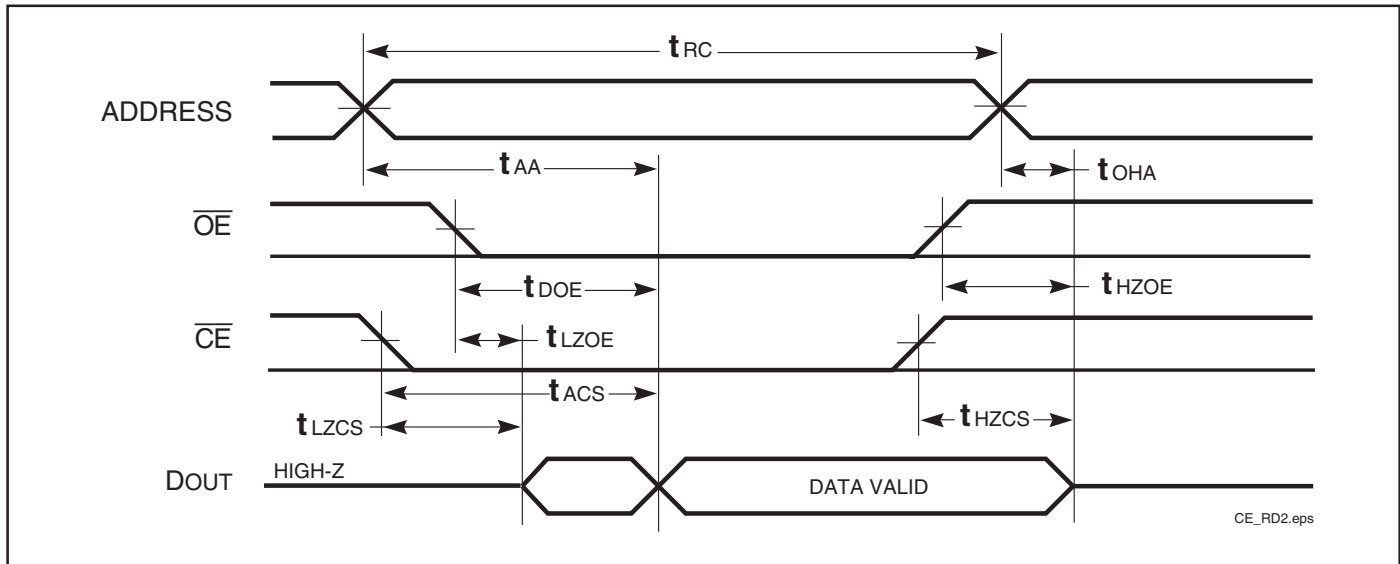 tRC
ADDRESS
tAA
tOHA
OE
tDOE
tHZOE
CE
tLZOE
tACS
tLZCS
tHZCS
DOUT
HIGH-Z
DATA VALID
CE_RD2.eps